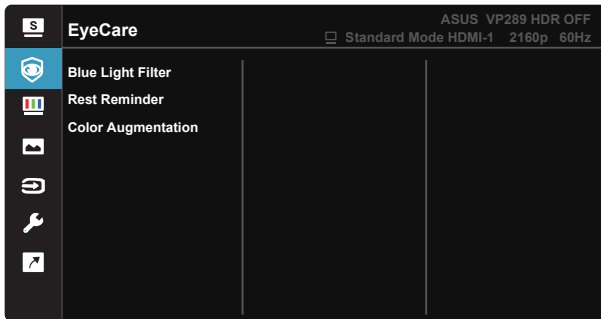 S
EyeCare
ASUS VP289 HDR OFF
Standard Mode HDMI-1 2160p 60Hz
Blue Light Filter
Rest Reminder
Color Augmentation